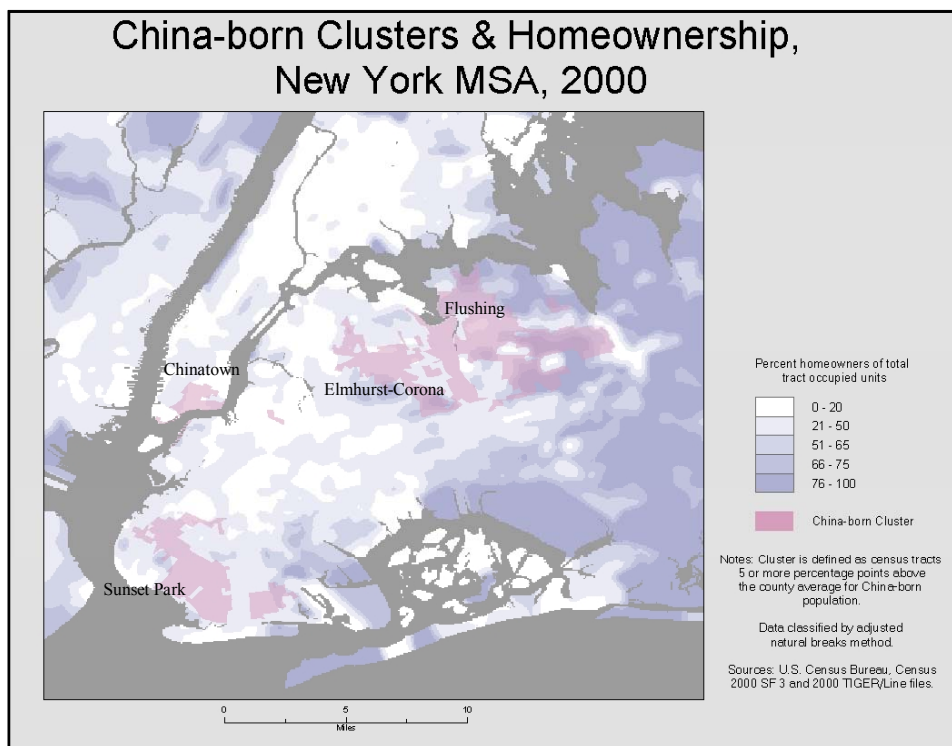 China-born Clusters & Homeownership,
New York MSA, 2000
Flushing
Chinatown
Elmhurst-Corona
Sunset Park
Percent homeowners of total
tract occupied units
0 - 20
21 - 50
51 - 65
66 - 75
76 - 100
China-born Cluster
Notes: Cluster is defined as census tracts
5 or more percentage points above
the county average for China-born
population.
Data classified by adjusted
natural breaks method.
Sources: U.S. Census Bureau, Census
2000 SF 3 and 2000 TIGER/Line files.
0 5 10
Miles